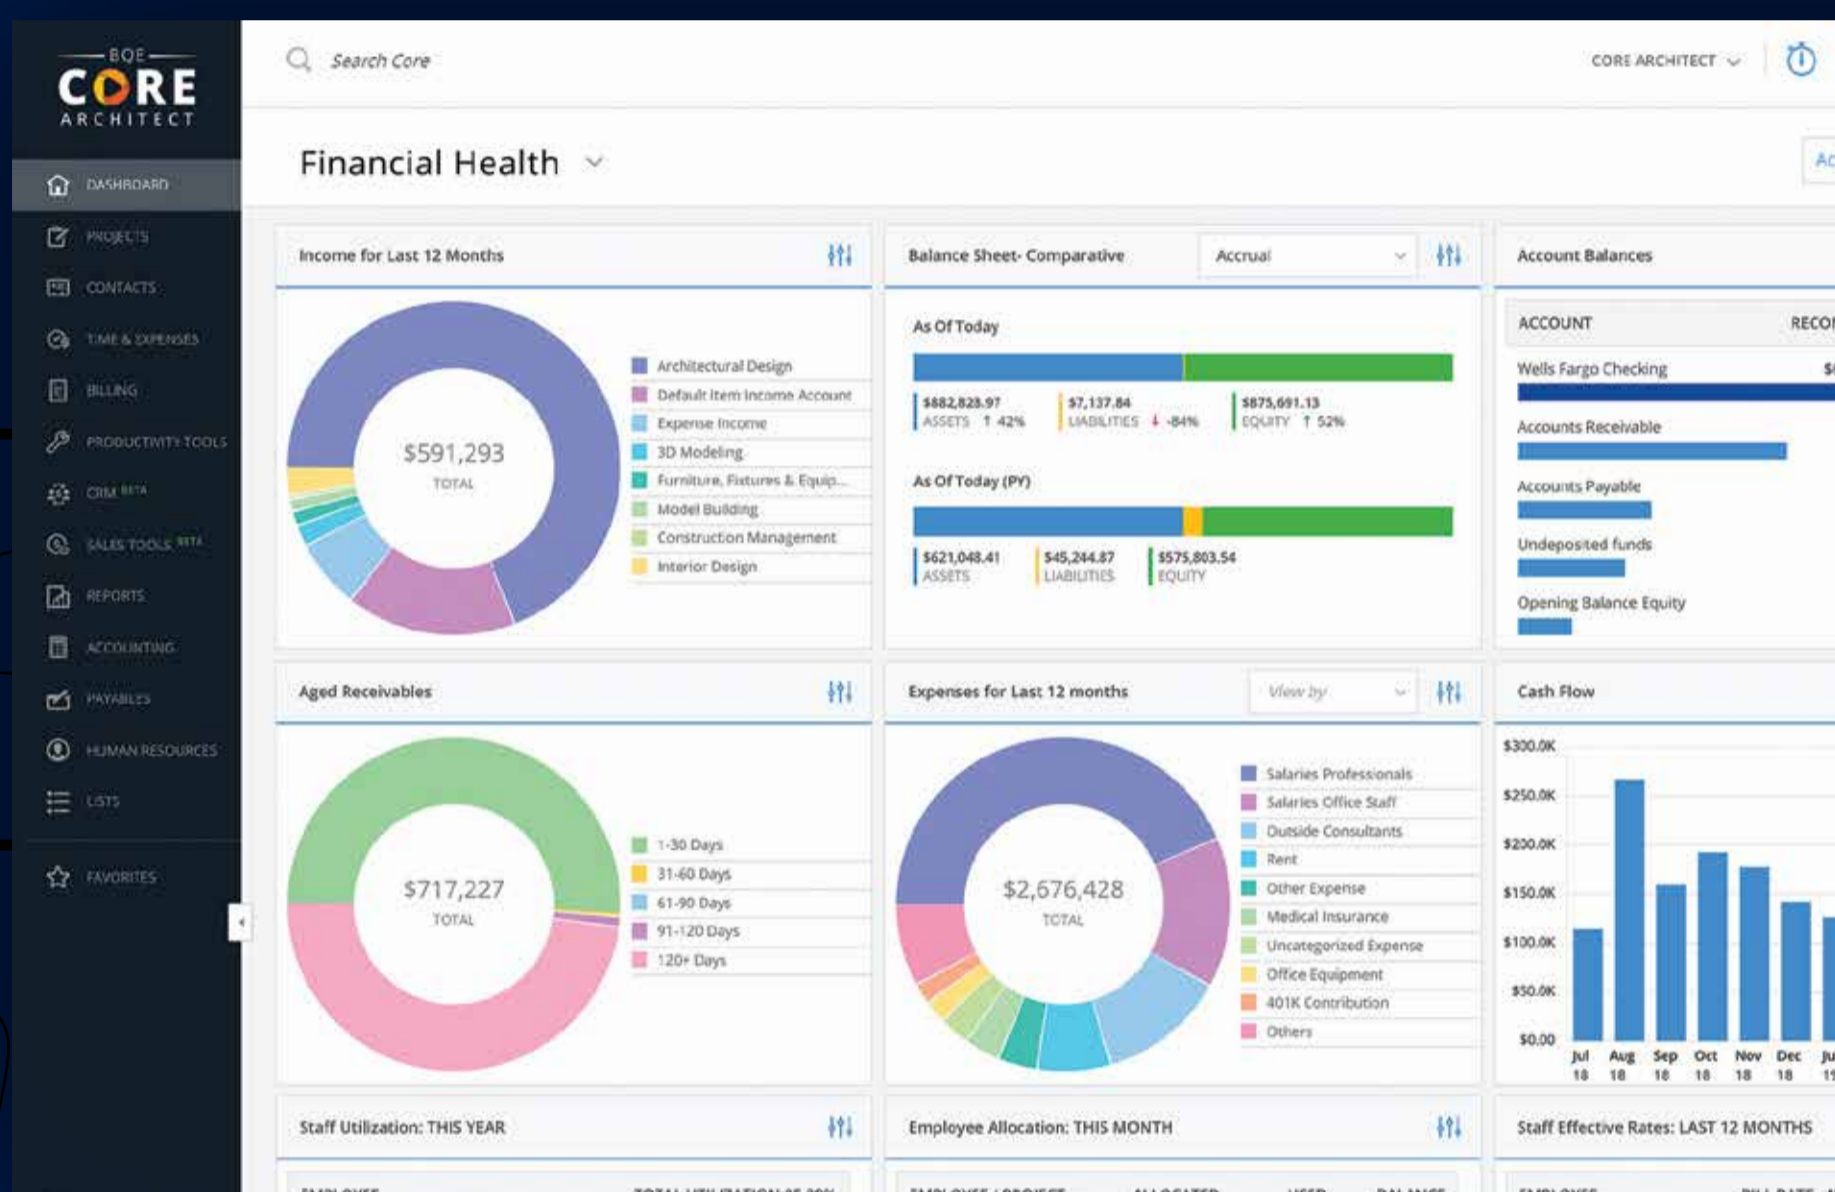 BQE
CORE
ARCHITECT
Search Core
CORE ARCHITECT
Financial Health
DASHBOARD
PROJECTS
CONTACTS
TIME & EXPENSES
BILLING
PRODUCTIVITY TOOLS
CRM BETA
SALES TOOLS BETA
REPORTS
ACCOUNTING
PAYABLES
HUMAN RESOURCES
LISTS
FAVORITES
Income for Last 12 Months
$591,293
TOTAL
Architectural Design
Default Item Income Account
Expense Income
3D Modeling
Furniture, Fixtures & Equip...
Model Building
Construction Management
Interior Design
Balance Sheet- Comparative Accrual
As Of Today
$882,828.97 $7,137.84 $875,691.13
ASSETS ↑ 42% LIABILITIES ↓ -84% EQUITY ↑ 52%
As Of Today (PY)
$621,048.41 $45,244.87 $575,803.54
ASSETS LIABILITIES EQUITY
Account Balances
ACCOUNT
Wells Fargo Checking
Accounts Receivable
Accounts Payable
Undeposited funds
Opening Balance Equity
Aged Receivables
$717,227
TOTAL
1-30 Days
31-60 Days
61-90 Days
91-120 Days
120+ Days
Expenses for Last 12 months View by
$2,676,428
TOTAL
Salaries Professionals
Salaries Office Staff
Outside Consultants
Rent
Other Expense
Medical Insurance
Uncategorized Expense
Office Equipment
401K Contribution
Others
Cash Flow
$300.0K
$250.0K
$200.0K
$150.0K
$100.0K
$50.0K
$0.00
Jul Aug Sep Oct Nov Dec
18 18 18 18 18 18
Staff Utilization: THIS YEAR
Employee Allocation: THIS MONTH
Staff Effective Rates: LAST 12 MONTHS